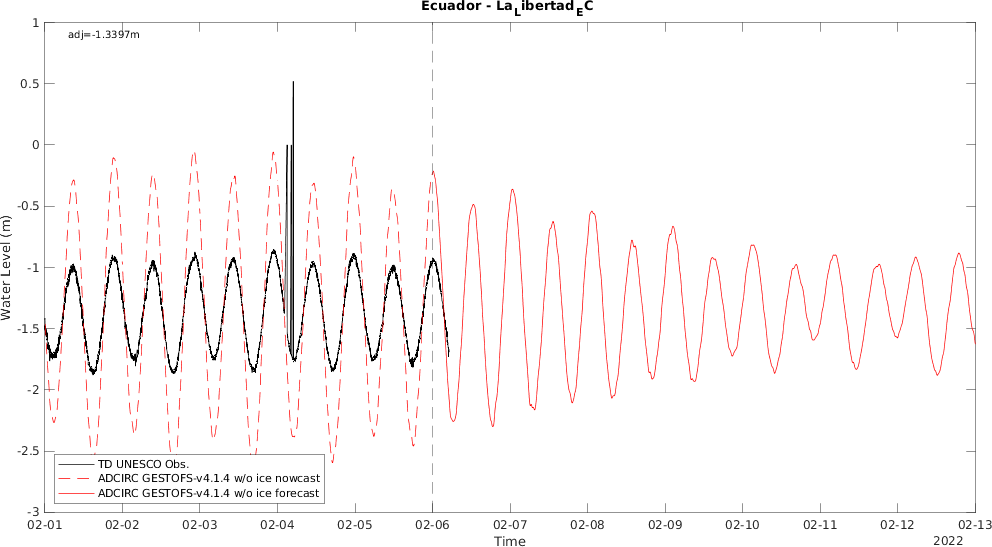 Ecuador - LaLibertadEC
adj=-1.3397m
1
0.5
0
-0.5
-1
-1.5
-2
-2.5
-3
Water Level (m)
TD UNESCO Obs.
ADCIRC GESTOFS-v4.1.4 w/o ice nowcast
ADCIRC GESTOFS-v4.1.4 w/o ice forecast
02-01 02-02 02-03 02-04 02-05 02-06 02-07 02-08 02-09 02-10 02-11 02-12 02-13
Time
2022